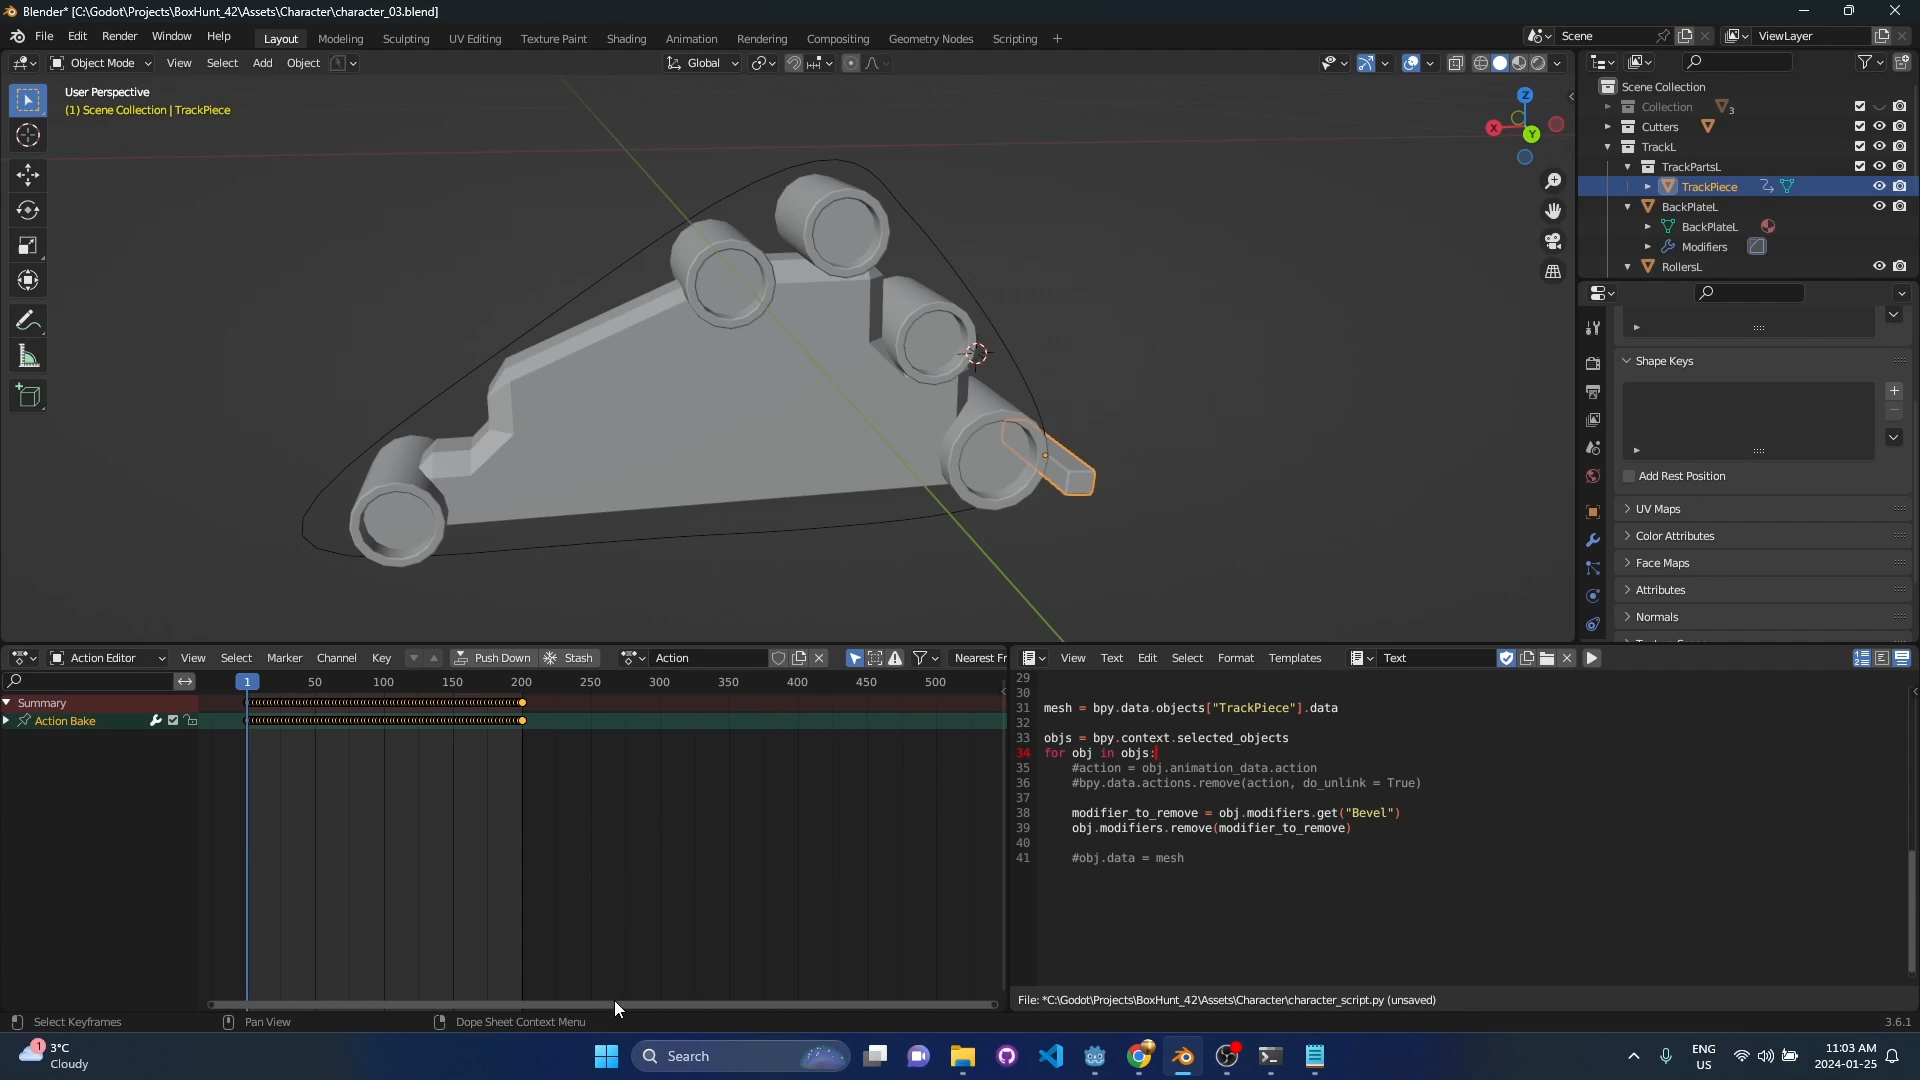 Blender* [C:\Godot\Projects\BoxHunt_42\Assets\Character\character_03.blend]
File Edit Render Window Help
Layout Modeling Sculpting UV Editing Texture Paint Shading Animation Rendering Compositing Geometry Nodes Scripting +
Scene
ViewLayer
Object Mode View Select Add Object
Global
User Perspective
(1) Scene Collection | TrackPiece
Z
X
Y
Scene Collection
Collection 3
Cutters
TrackL
TrackPartsL
TrackPiece
BackPlateL
BackPlateL
Modifiers
RollersL
Shape Keys
Add Rest Position
UV Maps
Color Attributes
Face Maps
Attributes
Normals
Action Editor View Select Marker Channel Key Push Down Stash Action Nearest Fr
1 50 100 150 200 250 300 350 400 450 500
Summary
Action Bake
View Text Edit Select Format Templates Text
29
30
31 mesh = bpy.data.objects["TrackPiece"].data
32
33 objs = bpy.context.selected_objects
34 for obj in objs:
35 #action = obj.animation_data.action
36 #bpy.data.actions.remove(action, do_unlink = True)
37
38 modifier_to_remove = obj.modifiers.get("Bevel")
39 obj.modifiers.remove(modifier_to_remove)
40
41 #obj.data = mesh
File: *C:\Godot\Projects\BoxHunt_42\Assets\Character\character_script.py (unsaved)
Select Keyframes Pan View Dope Sheet Context Menu 3.6.1
1
3°C
Cloudy
Search
ENG
US
11:03 AM
2024-01-25